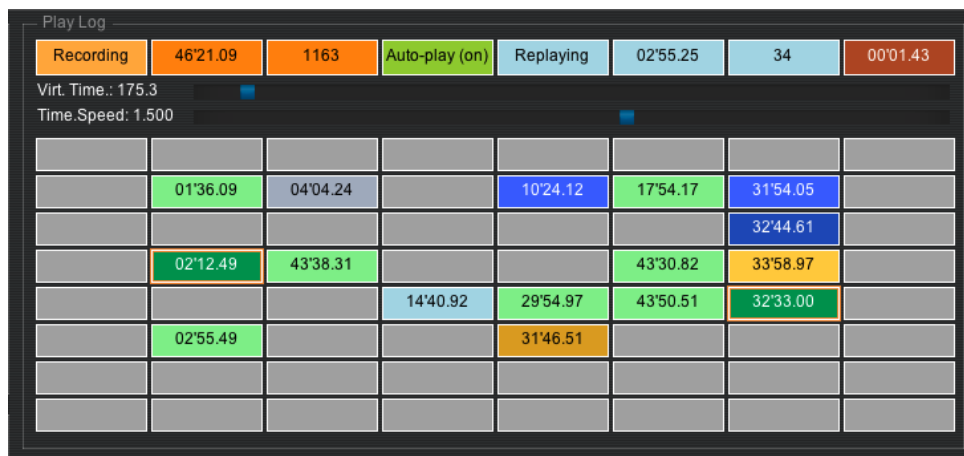 Play Log
Recording 46'21.09 1163 Auto-play (on) Replaying 02'55.25 34 00'01.43
Virt. Time.: 175.3
Time.Speed: 1.500
01'36.09 04'04.24 10'24.12 17'54.17 31'54.05
32'44.61
02'12.49 43'38.31 43'30.82 33'58.97
14'40.92 29'54.97 43'50.51 32'33.00
02'55.49 31'46.51